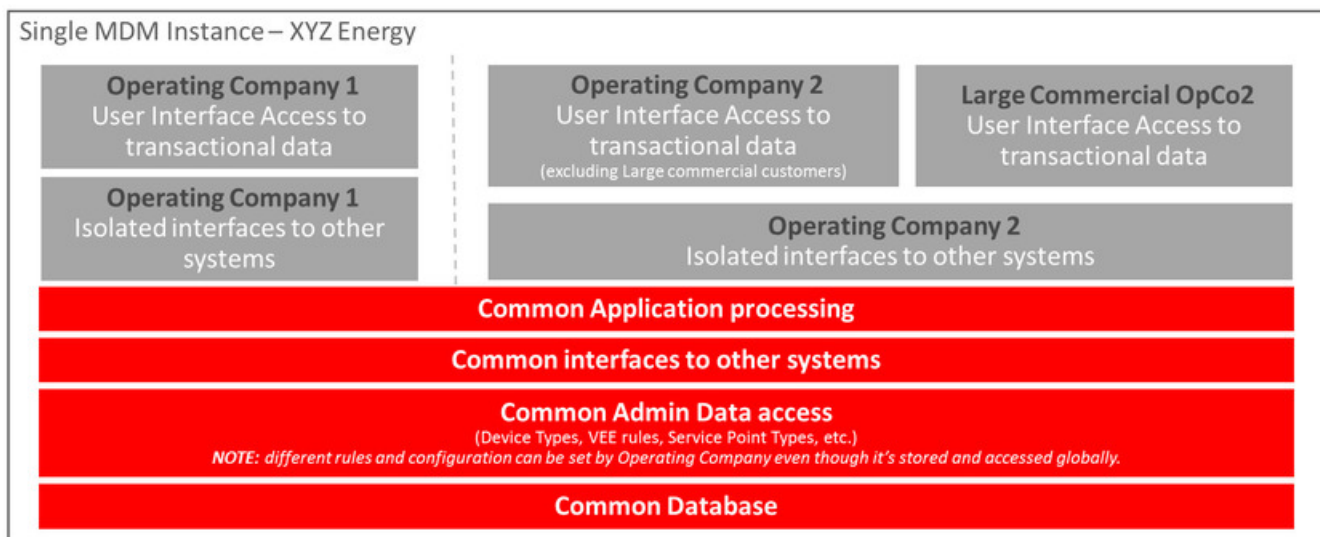 Single MDM Instance – XYZ Energy
Operating Company 1
User Interface Access to
transactional data
Operating Company 1
Isolated interfaces to other
systems
Operating Company 2
User Interface Access to
transactional data
(excluding Large commercial customers)
Large Commercial OpCo2
User Interface Access to
transactional data
Operating Company 2
Isolated interfaces to other systems
Common Application processing
Common interfaces to other systems
Common Admin Data access
(Device Types, VEE rules, Service Point Types, etc.)
NOTE: different rules and configuration can be set by Operating Company even though it's stored and accessed globally.
Common Database